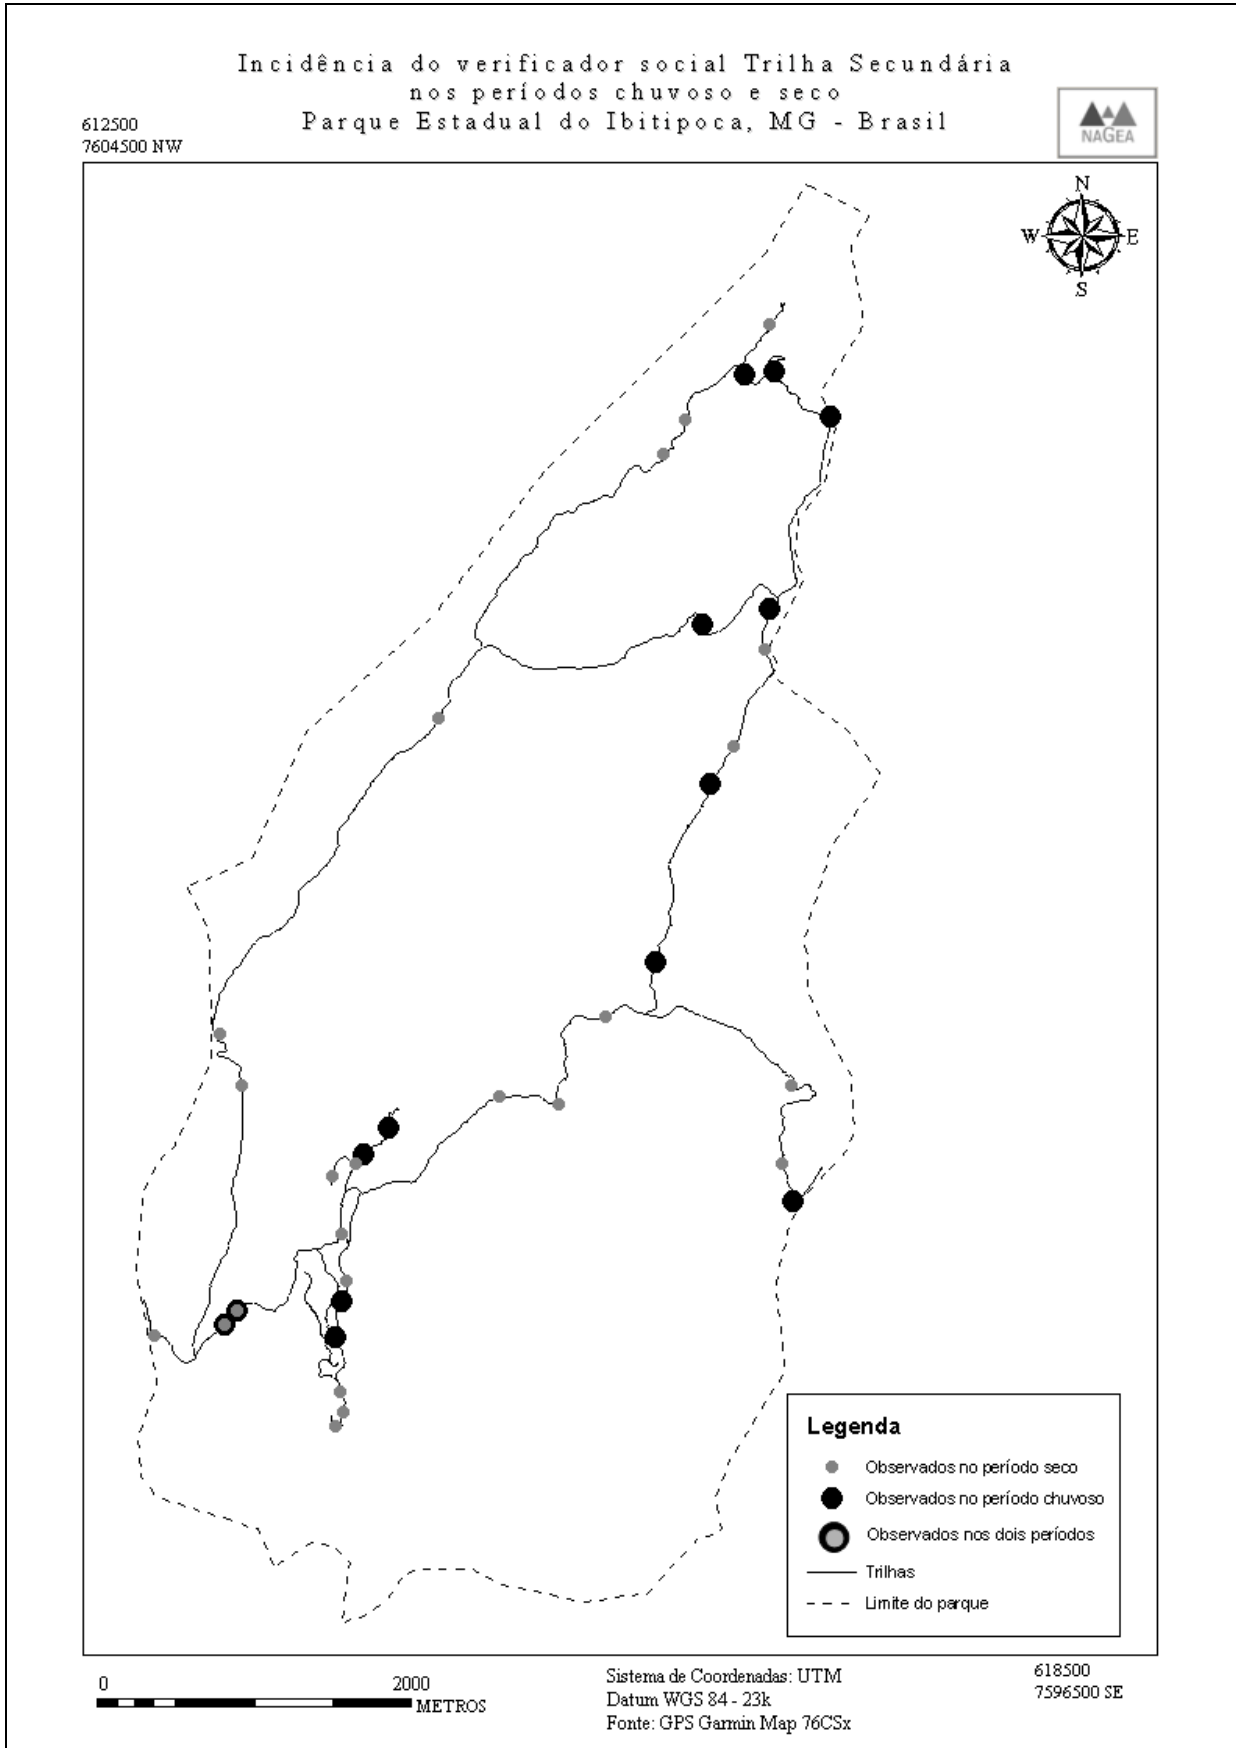 Incidência do verificador social Trilha Secundária
nos períodos chuvoso e seco
Parque Estadual do Ibitipoca, MG - Brasil
612500
7604500 NW
NAGEA
N
W
E
S
Legenda
Observados no período seco
Observados no período chuvoso
Observados nos dois períodos
Trilhas
Limite do parque
0
2000
METROS
Sistema de Coordenadas: UTM
Datum WGS 84 - 23k
Fonte: GPS Garmin Map 76CSx
618500
7596500 SE